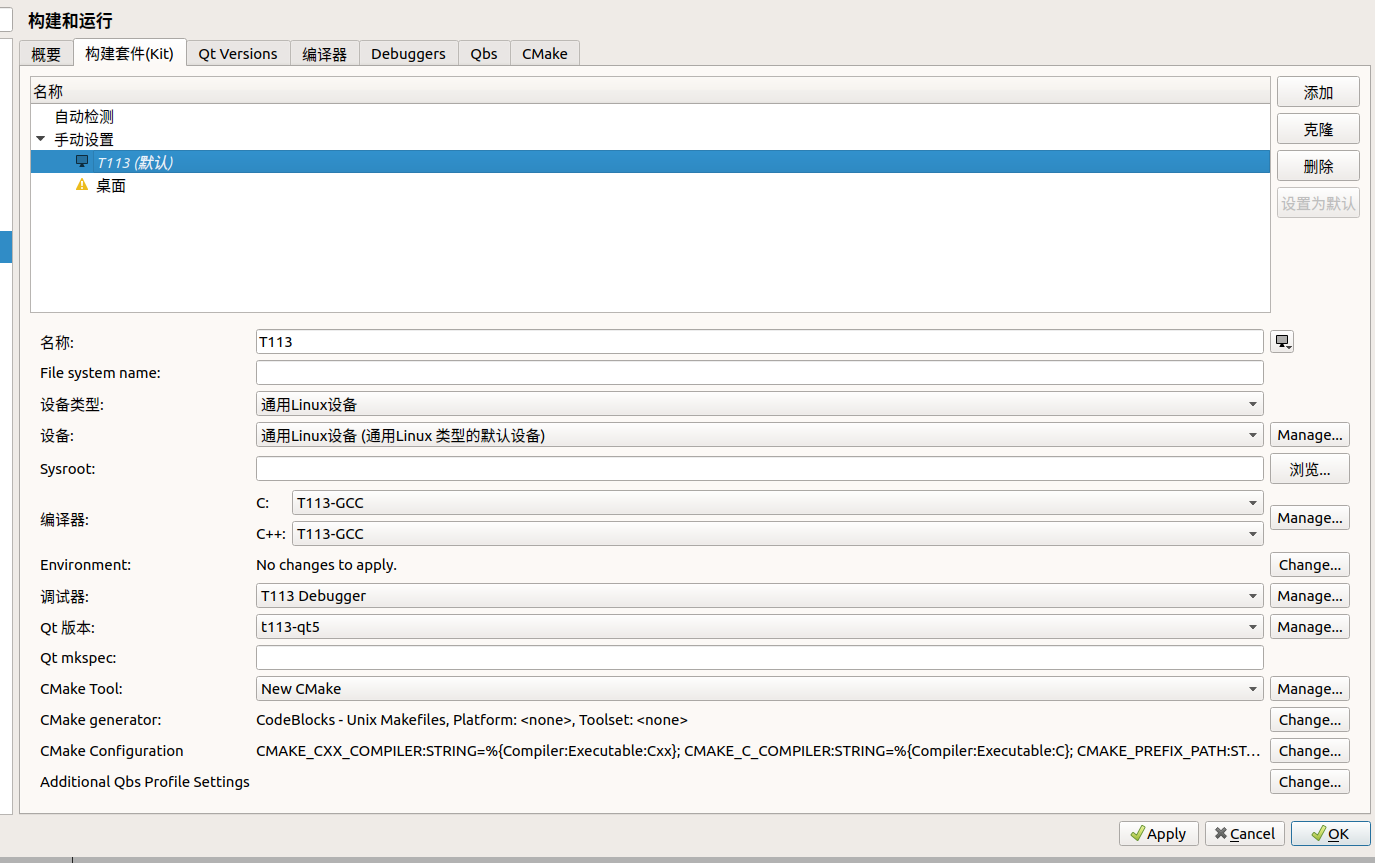 构建和运行
概要 构建套件(Kit) Qt Versions 编译器 Debuggers Qbs CMake
名称
添加
自动检测
克隆
手动设置
T113 (默认)
删除
桌面
设置为默认
名称: T113
File system name:
设备类型: 通用Linux设备
设备: 通用Linux设备 (通用Linux 类型的默认设备) Manage...
Sysroot: 浏览...
编译器: C: T113-GCC
C++: T113-GCC Manage...
Environment: No changes to apply. Change...
调试器: T113 Debugger Manage...
Qt 版本: t113-qt5 Manage...
Qt mkspec:
CMake Tool: New CMake Manage...
CMake generator: CodeBlocks - Unix Makefiles, Platform: <none>, Toolset: <none> Change...
CMake Configuration CMAKE_CXX_COMPILER:STRING=%{Compiler:Executable:Cxx}; CMAKE_C_COMPILER:STRING=%{Compiler:Executable:C}; CMAKE_PREFIX_PATH:ST... Change...
Additional Qbs Profile Settings Change...
Apply Cancel OK